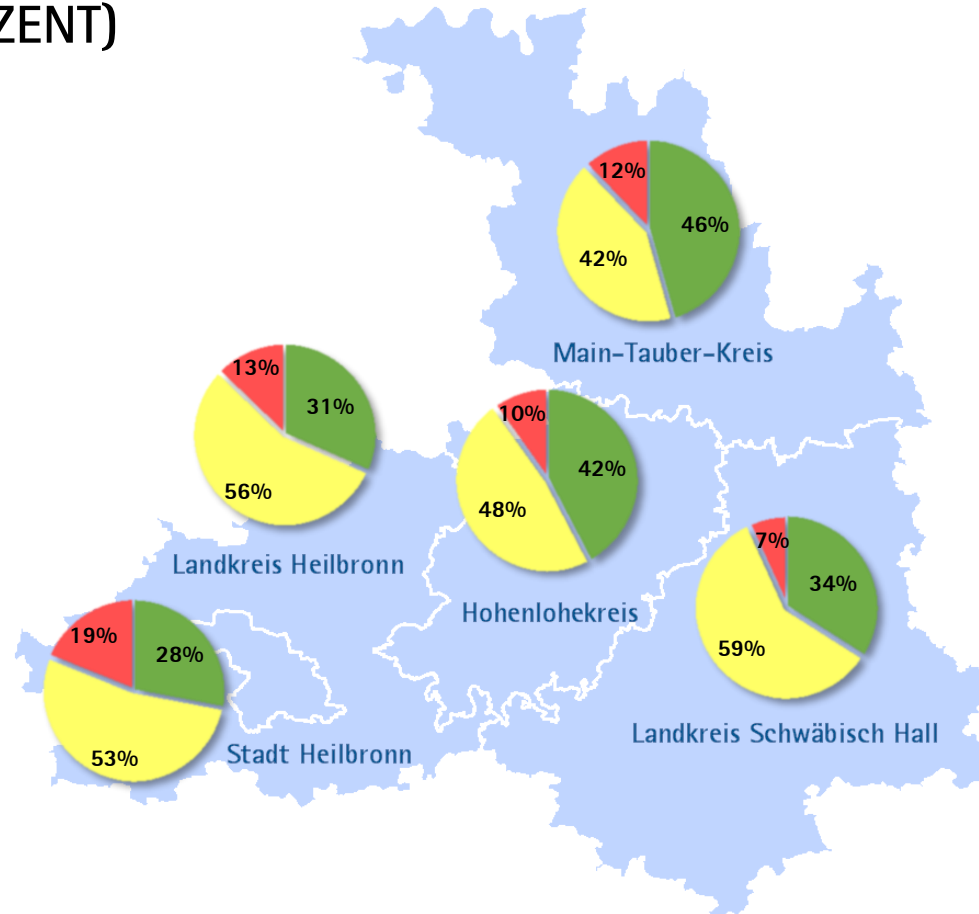 ZENT)
12%
46%
42%
Main-Tauber-Kreis
13%
31%
56%
Landkreis Heilbronn
10%
42%
48%
Hohenlohekreis
7%
34%
59%
Landkreis Schwäbisch Hall
19%
28%
53%
Stadt Heilbronn